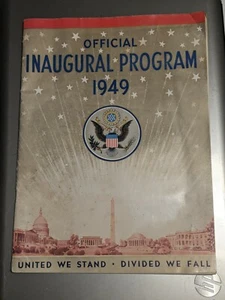 OFFICIAL
INAUGURAL PROGRAM
1949
UNITED WE STAND • DIVIDED WE FALL